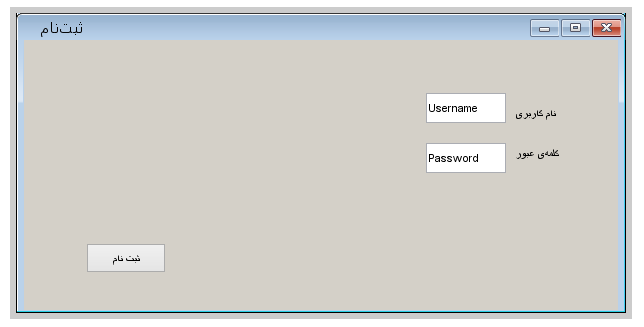 ثبت‌نام
نام کاربری
Username
کلمه‌ی عبور
Password
ثبت نام